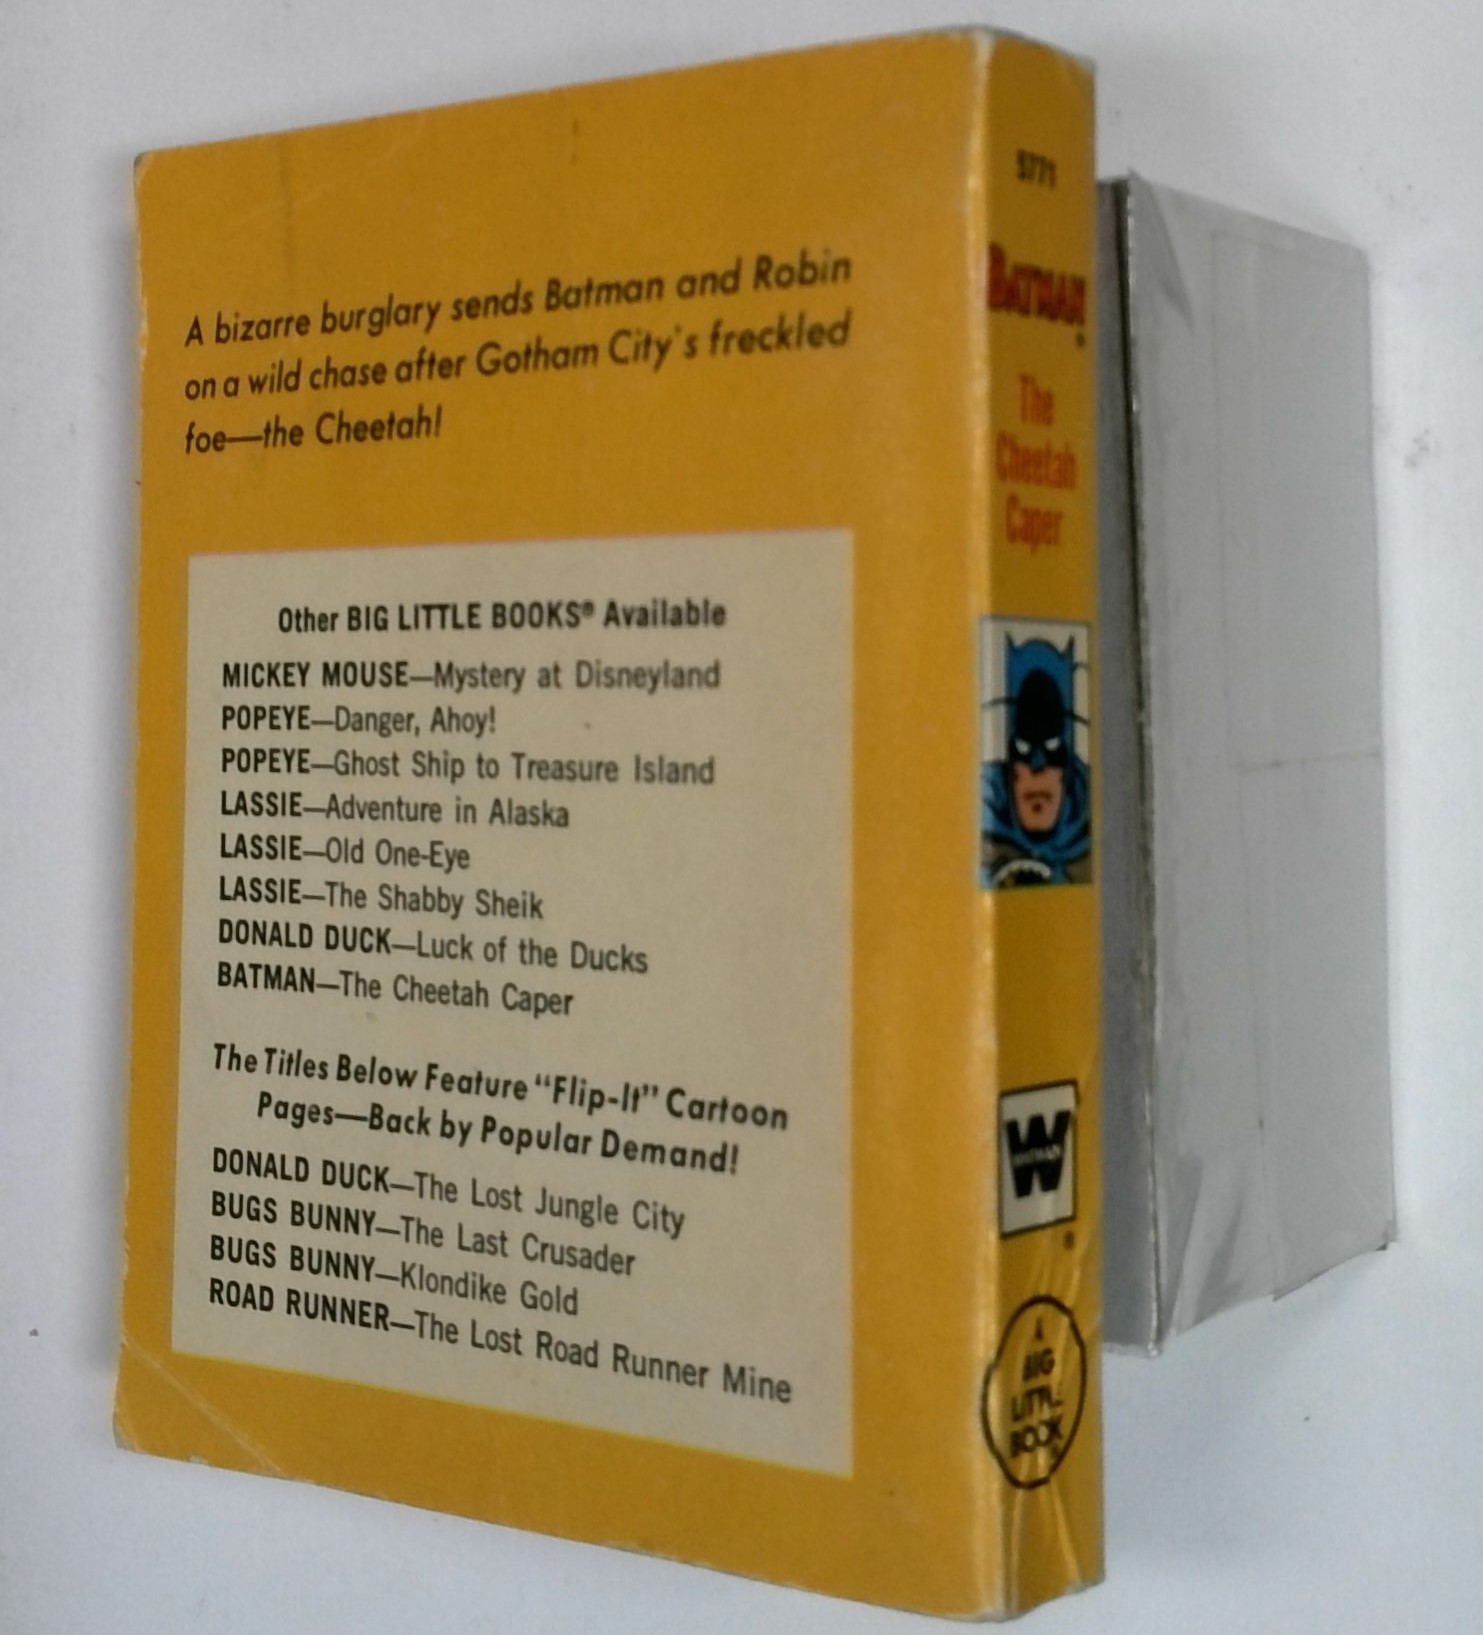 A bizarre burglary sends Batman and Robin
on a wild chase after Gotham City's freckled
foe—the Cheetah!
Other BIG LITTLE BOOKS® Available
MICKEY MOUSE—Mystery at Disneyland
POPEYE—Danger, Ahoy!
POPEYE—Ghost Ship to Treasure Island
LASSIE—Adventure in Alaska
LASSIE—Old One-Eye
LASSIE—The Shabby Sheik
DONALD DUCK—Luck of the Ducks
BATMAN—The Cheetah Caper
The Titles Below Feature “Flip-It” Cartoon
Pages—Back by Popular Demand!
DONALD DUCK—The Lost Jungle City
BUGS BUNNY—The Last Crusader
BUGS BUNNY—Klondike Gold
ROAD RUNNER—The Lost Road Runner Mine
5771
BATMAN
®
The
Cheetah
Caper
W
WHITMAN
®
A
BIG
LITTLE
BOOK